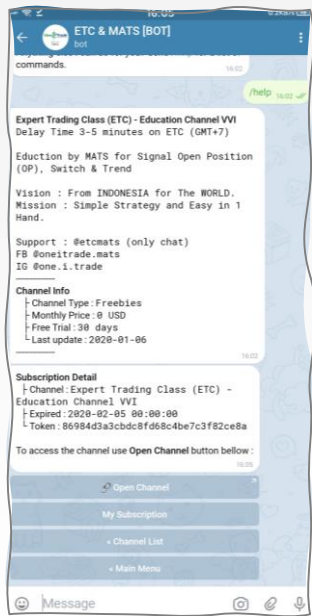 16:05
ETC & MATS [BOT]
bot
commands.
16:02
/help 16:02
Expert Trading Class (ETC) - Education Channel VVI
Delay Time 3-5 minutes on ETC (GMT+7)
Eduction by MATS for Signal Open Position
(OP), Switch & Trend
Vision : From INDONESIA for The WORLD.
Mission : Simple Strategy and Easy in 1
Hand.
Support : @etcmats (only chat)
FB @oneitrade.mats
IG @one.i.trade
Channel Info
Channel Type : Freebies
Monthly Price : 0 USD
Free Trial : 30 days
Last update : 2020-01-06
16:02
Subscription Detail
Channel : Expert Trading Class (ETC) -
Education Channel VVI
Expired : 2020-02-05 00:00:00
Token : 86984d3a3cbdc8fd68c4be7c3f82ce8a
To access the channel use Open Channel button bellow :
Open Channel
My Subscription
« Channel List
« Main Menu
Message